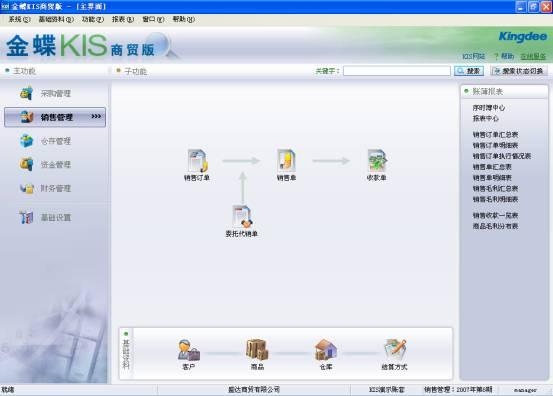 金蝶KIS商贸版 - [主界面]
系统(S) 基础资料(D) 功能(F) 报表(R) 窗口(W) 帮助(H)
金蝶KIS商贸版
Kingdee
KIS网站 ? 帮助 在线服务
主功能 子功能 关键字: 搜索 搜索状态切换
采购管理
销售管理
仓存管理
资金管理
财务管理
基础设置
销售订单 销售单 收款单
委托代销单
账簿报表
序时簿中心
报表中心
销售订单汇总表
销售订单明细表
销售订单执行情况表
销售单汇总表
销售单明细表
销售毛利汇总表
销售毛利明细表
销售收款一览表
商品毛利分布表
基础资料
客户 商品 仓库 结算方式
就绪 盛达商贸有限公司 KIS演示账套 销售管理: 2007年第8期 manager